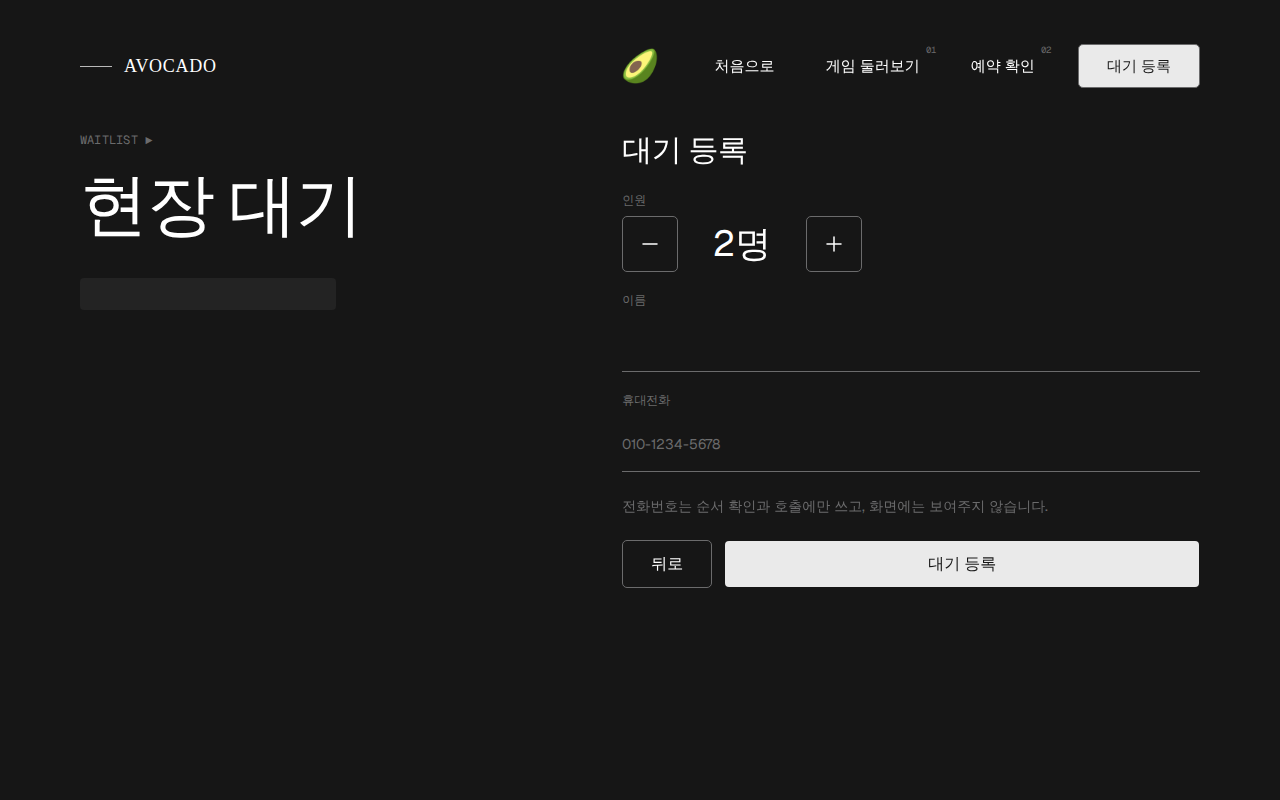 AVOCADO
처음으로
게임 둘러보기 01
예약 확인 02
대기 등록
WAITLIST ▶
현장 대기
대기 등록
인원
− 2명 +
이름
휴대전화
010-1234-5678
전화번호는 순서 확인과 호출에만 쓰고, 화면에는 보여주지 않습니다.
뒤로
대기 등록